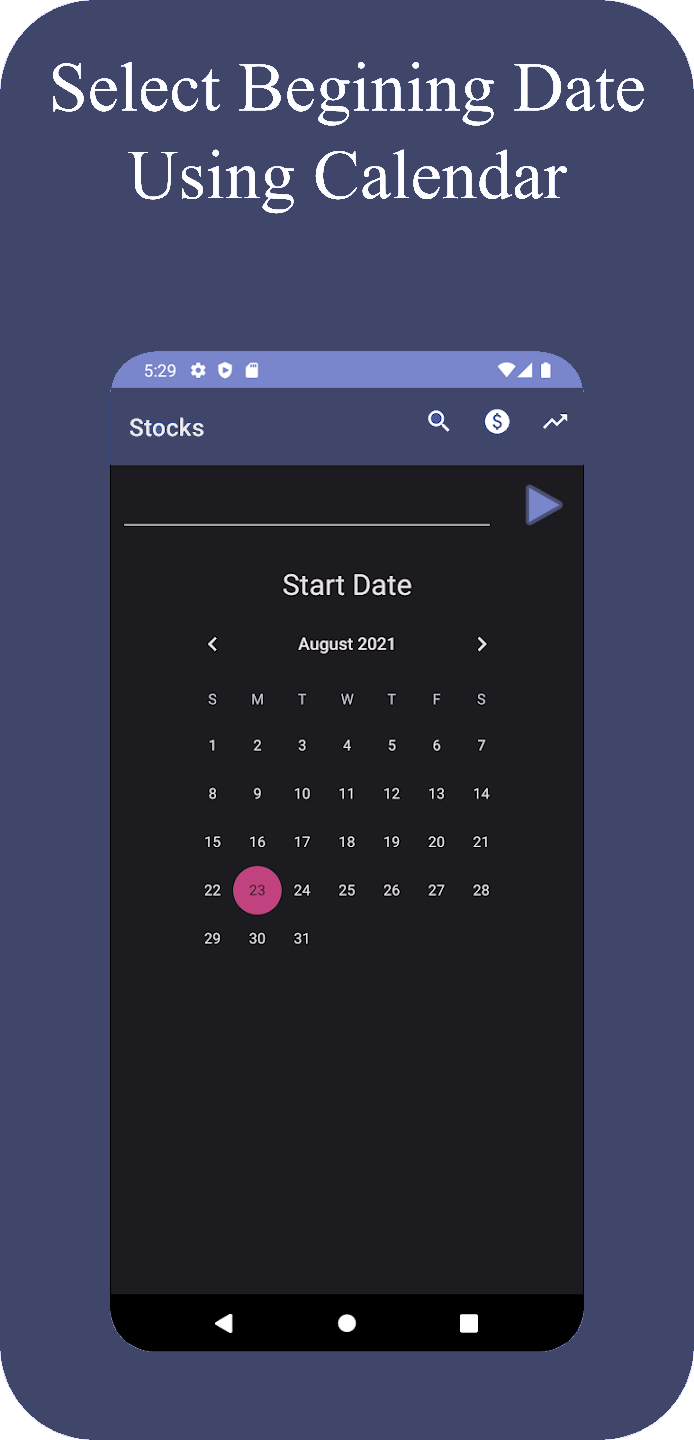 Select Begining Date
Using Calendar
5:29
Stocks
$
Start Date
August 2021
S M T W T F S
1 2 3 4 5 6 7
8 9 10 11 12 13 14
15 16 17 18 19 20 21
22 23 24 25 26 27 28
29 30 31